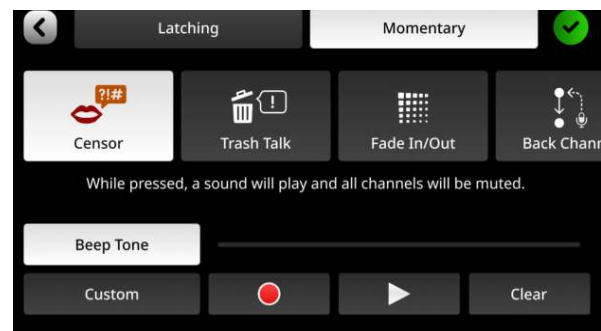 Latching Momentary
?!#
!
Censor Trash Talk Fade In/Out Back Chann
While pressed, a sound will play and all channels will be muted.
Beep Tone
Custom Clear